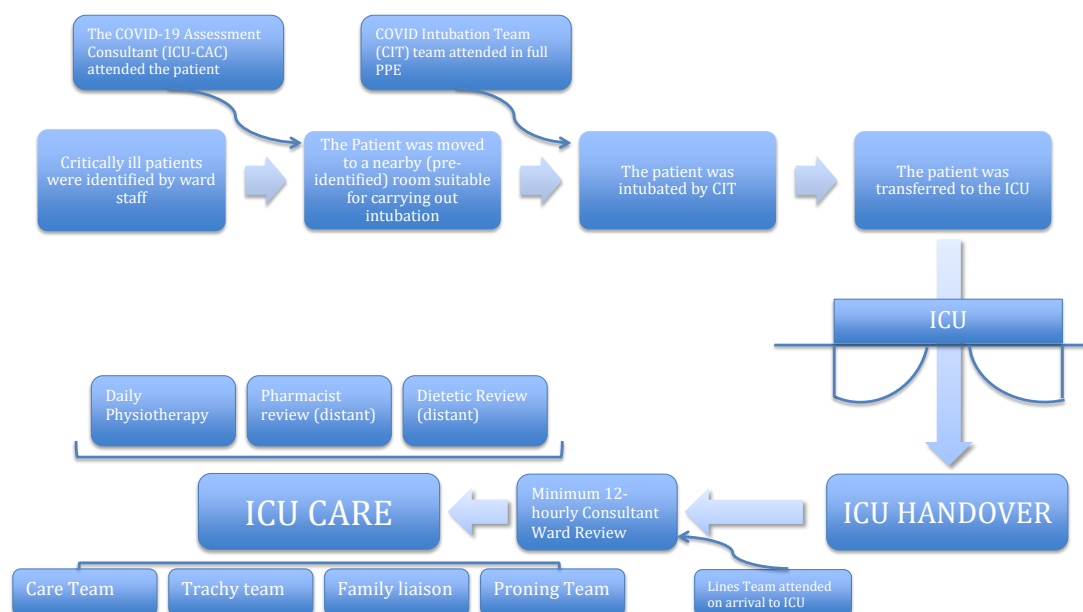 The COVID-19 Assessment
Consultant (ICU-CAC)
attended the patient
COVID Intubation Team
(CIT) team attended in full
PPE
Critically ill patients
were identified by ward
staff
The Patient was moved
to a nearby (pre-
identified) room suitable
for carrying out
intubation
The patient was
intubated by CIT
The patient was
transferred to the ICU
ICU
Daily
Physiotherapy
Pharmacist
review (distant)
Dietetic Review
(distant)
ICU CARE
Minimum 12-
hourly Consultant
Ward Review
ICU HANDOVER
Care Team
Trachy team
Family liaison
Proning Team
Lines Team attended
on arrival to ICU